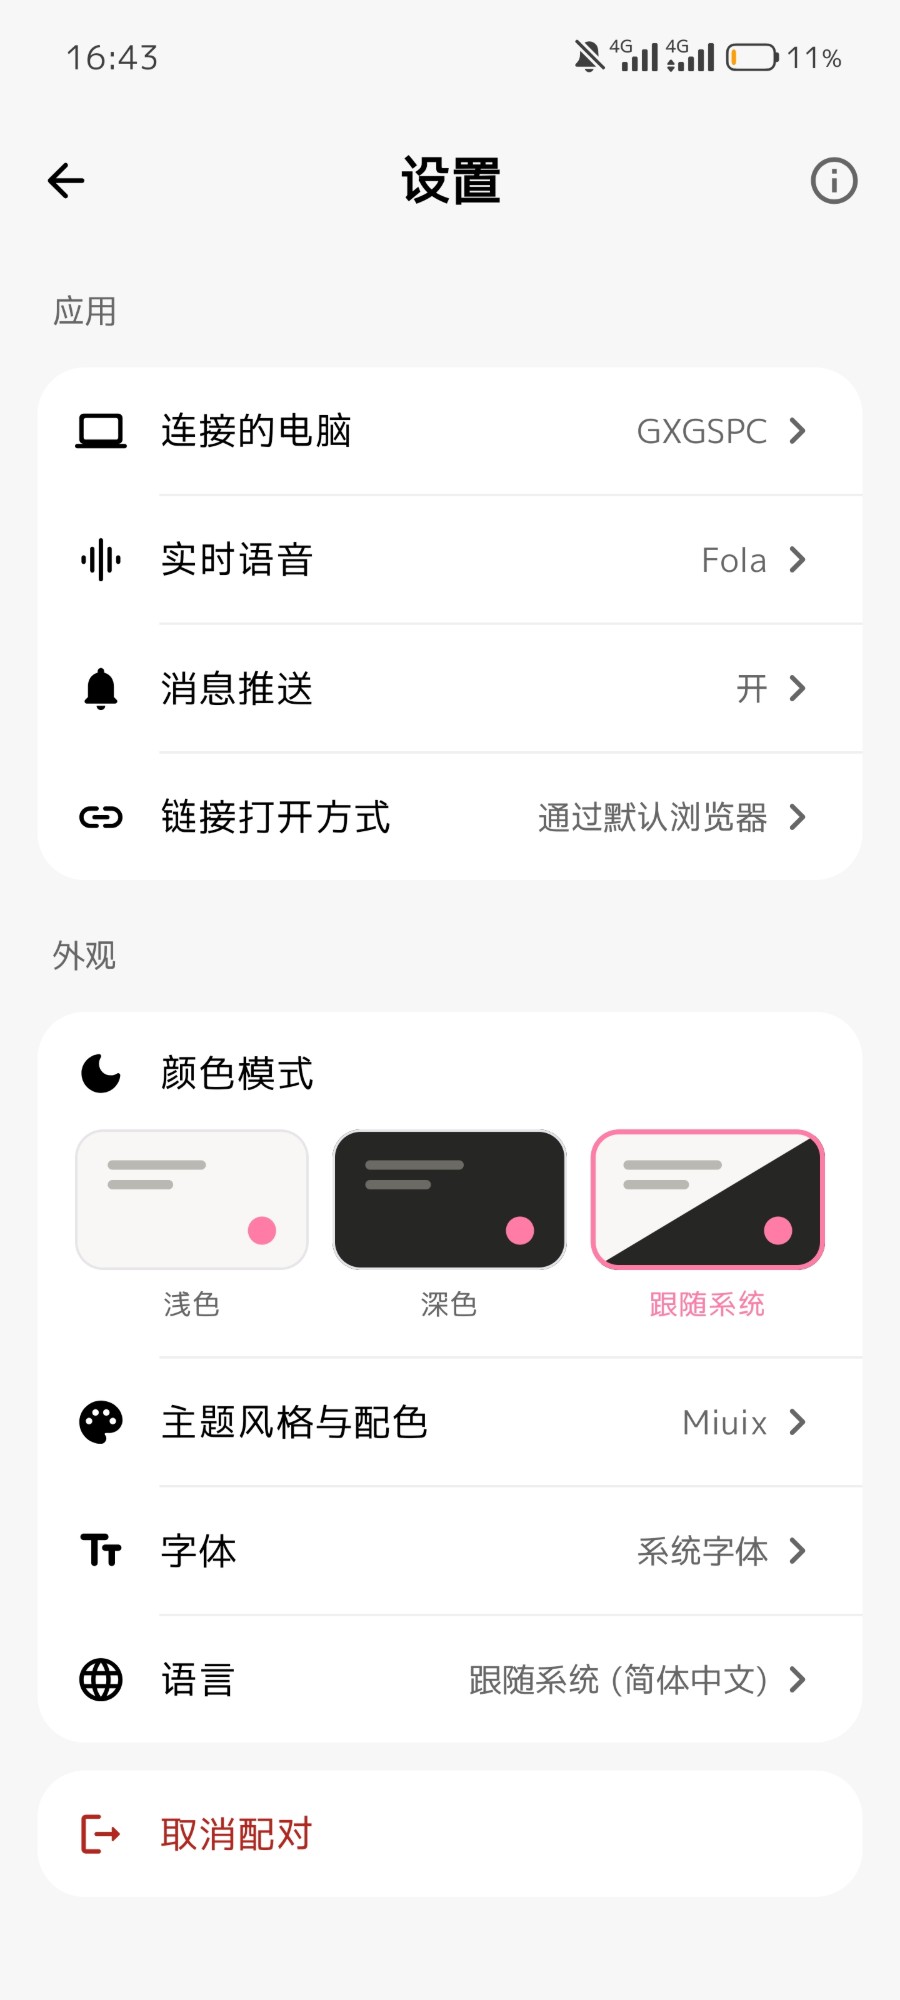 16:43 4G 4G 11%
设置
应用
连接的电脑 GXGSPC
实时语音 Fola
消息推送 开
链接打开方式 通过默认浏览器
外观
颜色模式
浅色 深色 跟随系统
主题风格与配色 Miuix
字体 系统字体
语言 跟随系统 (简体中文)
取消配对